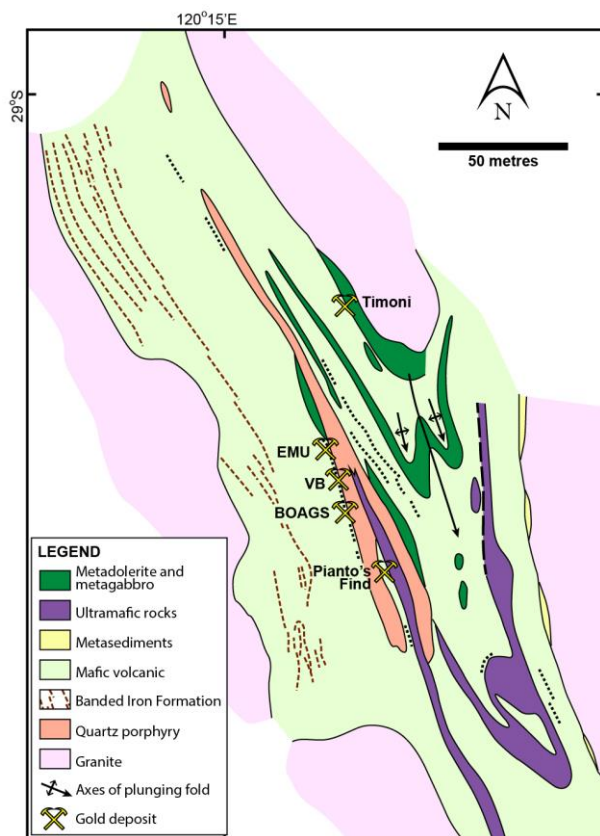 120°15'E
29°S
N
50 metres
Timoni
EMU
VB
BOAGS
Pianto's
Find
LEGEND
Metadolerite and
metagabbro
Ultramafic rocks
Metasediments
Mafic volcanic
Banded Iron Formation
Quartz porphyry
Granite
Axes of plunging fold
Gold deposit